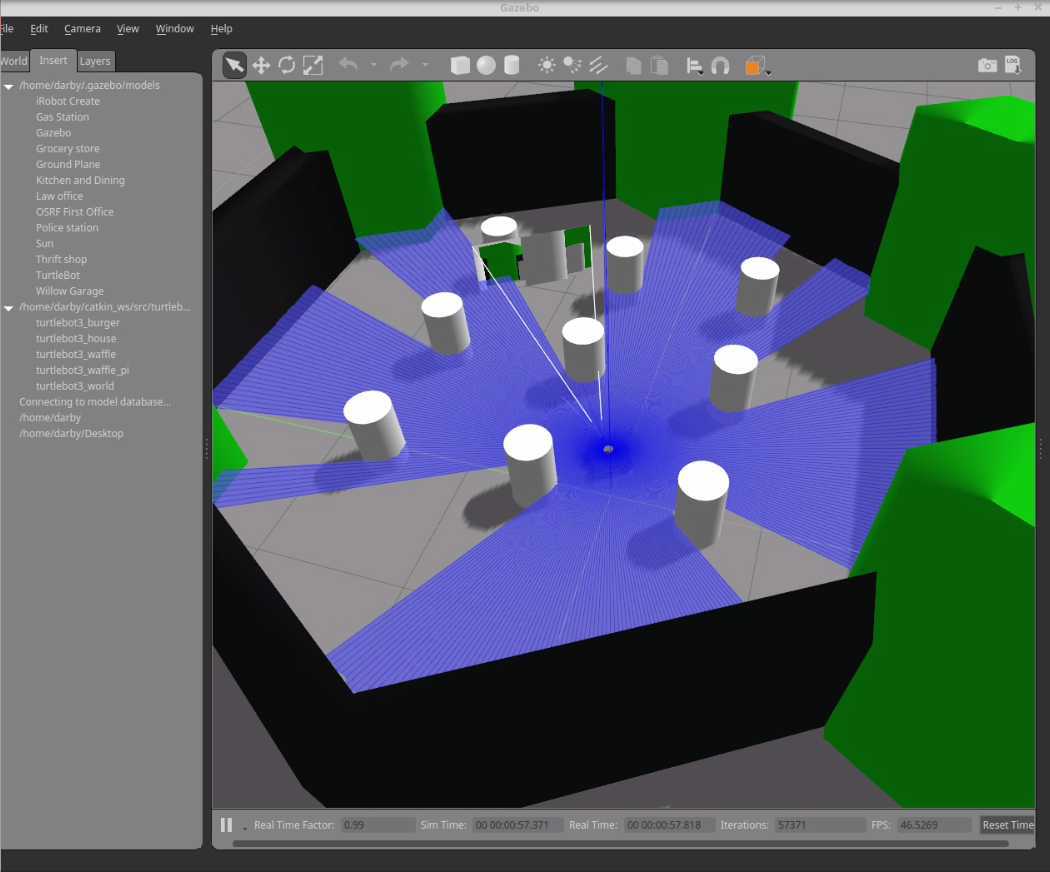 Gazebo
File Edit Camera View Window Help
World Insert Layers
/home/darby/.gazebo/models
iRobot Create
Gas Station
Gazebo
Grocery store
Ground Plane
Kitchen and Dining
Law office
OSRF First Office
Police station
Sun
Thrift shop
TurtleBot
Willow Garage
/home/darby/catkin_ws/src/turtleb...
turtlebot3_burger
turtlebot3_house
turtlebot3_waffle
turtlebot3_waffle_pi
turtlebot3_world
Connecting to model database...
/home/darby
/home/darby/Desktop
LOG
Real Time Factor: 0.99 Sim Time: 00 00:00:57.371 Real Time: 00 00:00:57.818 Iterations: 57371 FPS: 46.5269 Reset Time